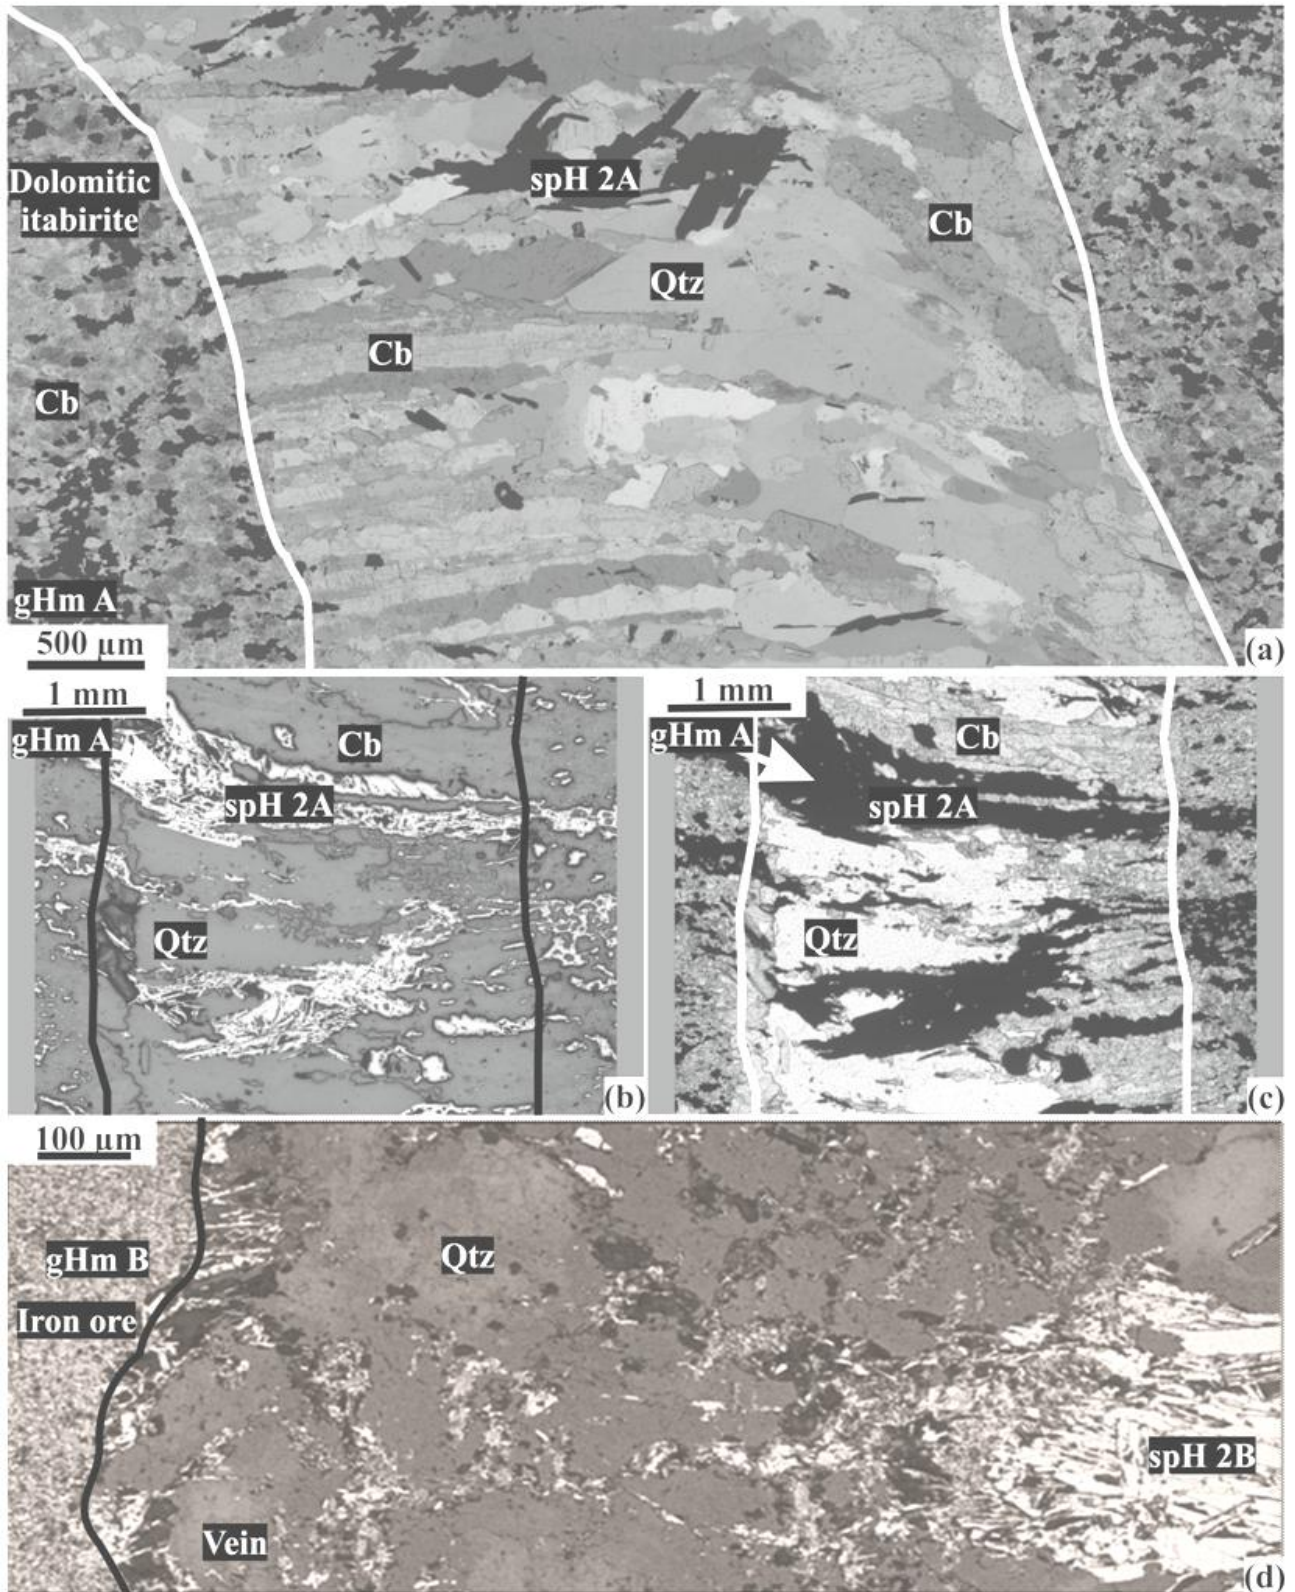 Dolomitic
itabirite
spH 2A
Cb
Qtz
Cb
Cb
gHm A
500 μm
(a)
1 mm
gHm A
Cb
spH 2A
Qtz
(b)
1 mm
gHm A
Cb
spH 2A
Qtz
(c)
100 μm
gHm B
Iron ore
Qtz
spH 2B
Vein
(d)